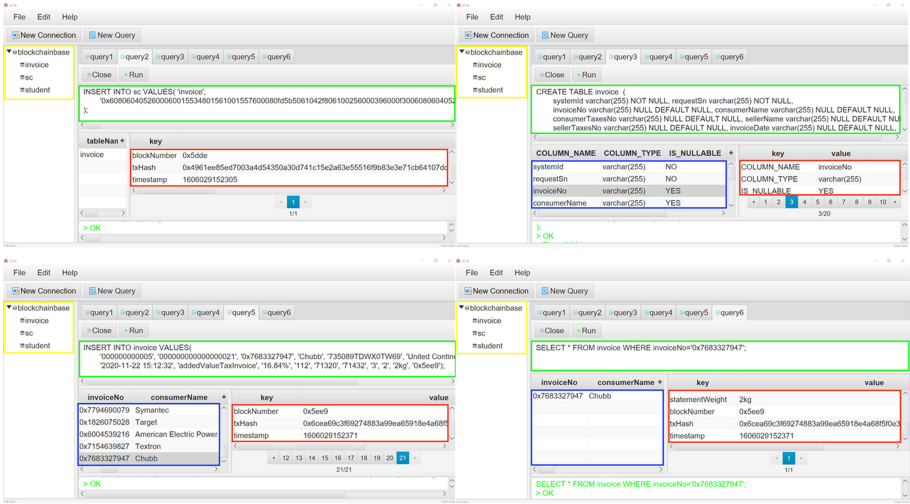 File Edit Help
New Connection New Query
blockchainbase
invoice
sc
student
query1 query2 query3 query4 query5 query6
Close Run
INSERT INTO sc VALUES( 'invoice',
);
tableNan + key
invoice
blockNumber 0x5dde
txHash 0x4961ee85ed7003a4d54350a30d741c15e2a63e55516f9b83e3e71cb64107dc
timestamp 1606029152305
1
1/1
> OK
File Edit Help
New Connection New Query
blockchainbase
invoice
sc
student
query1 query2 query3 query4 query5 query6
Close Run
CREATE TABLE invoice (
systemId varchar(255) NOT NULL, requestSn varchar(255) NOT NULL,
invoiceNo varchar(255) NULL DEFAULT NULL, consumerName varchar(255) NULL DEFAULT NULL,
consumerTaxesNo varchar(255) NULL DEFAULT NULL, sellerName varchar(255) NULL DEFAULT NU
sellerTaxesNo varchar(255) NULL DEFAULT NULL, invoiceDate varchar(255) NULL DEFAULT NULL,
COLUMN_NAME COLUMN_TYPE IS_NULLABLE + key value
systemId varchar(255) NO
requestSn varchar(255) NO
invoiceNo varchar(255) YES
consumerName varchar(255) YES
COLUMN_NAME invoiceNo
COLUMN_TYPE varchar(255)
IS_NULLABLE YES
1 2 3 4 5 6 7 8 9 10
3/20
);
> OK
File Edit Help
New Connection New Query
blockchainbase
invoice
sc
student
query1 query2 query3 query4 query5 query6
Close Run
INSERT INTO invoice VALUES(
'000000000005', '00000000000000021', '0x7683327947', 'Chubb', '735089TDWX0TW69', 'United Contine
'2020-11-22 15:12:32', 'addedValueTaxInvoice', '16.84%', '112', '71320', '71432', '3', '2', '2kg', '0x5ee9');
invoiceNo consumerName + key value
0x7794690079 Symantec
0x1826075028 Target
0x6004539216 American Electric Power
0x7154639827 Textron
0x7683327947 Chubb
blockNumber 0x5ee9
txHash 0x6cea69c3f69274883a99ea65918e4a68f5
timestamp 1606029152371
12 13 14 15 16 17 18 19 20 21
21/21
> OK
File Edit Help
New Connection New Query
blockchainbase
invoice
sc
student
query1 query2 query3 query4 query5 query6
Close Run
SELECT * FROM invoice WHERE invoiceNo='0x7683327947';
invoiceNo consumerName + key value
0x7683327947 Chubb
statementWeight 2kg
blockNumber 0x5ee9
txHash 0x6cea69c3f69274883a99ea65918e4a68f5f0e3
timestamp 1606029152371
1
1/1
SELECT * FROM invoice WHERE invoiceNo='0x7683327947';
> OK